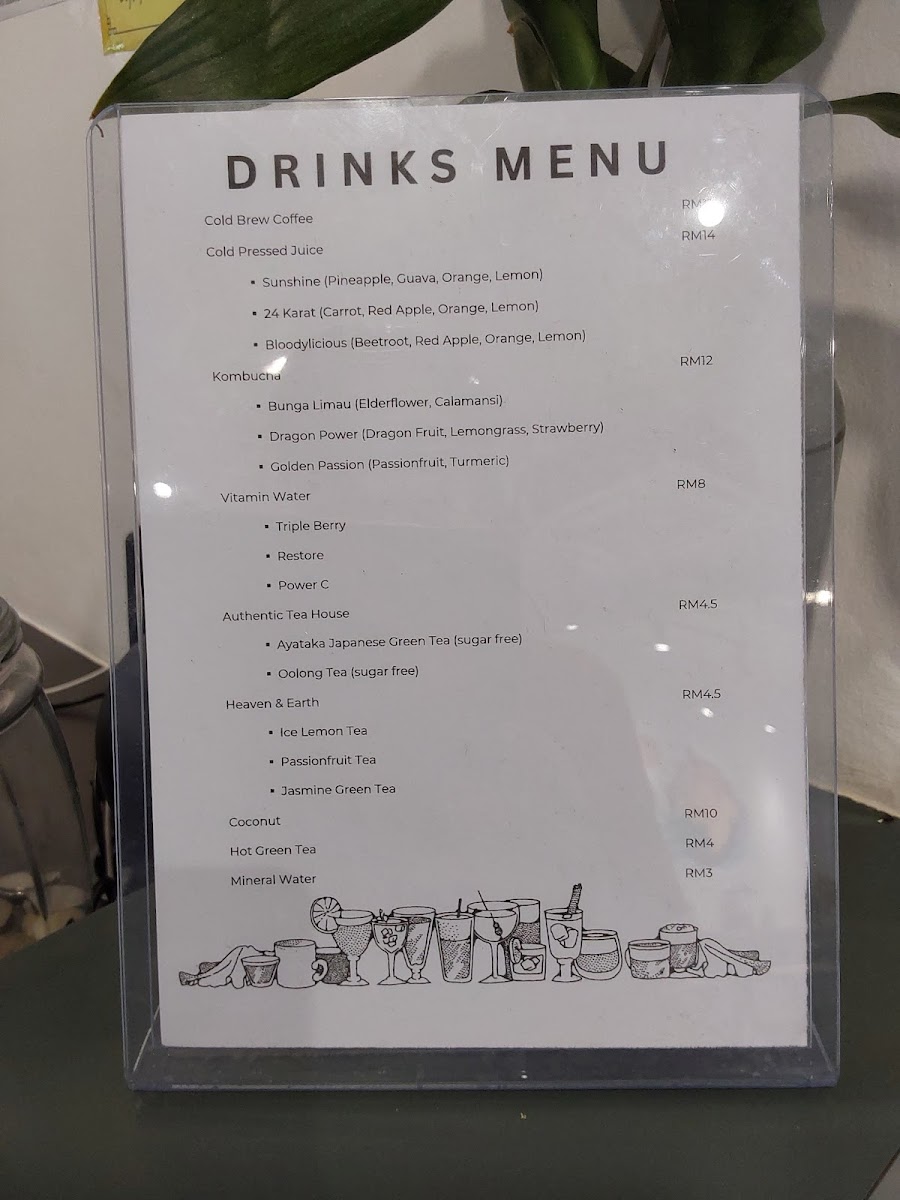 DRINKS MENU
Cold Brew Coffee
Cold Pressed Juice RM14
▪ Sunshine (Pineapple, Guava, Orange, Lemon)
▪ 24 Karat (Carrot, Red Apple, Orange, Lemon)
▪ Bloodylicious (Beetroot, Red Apple, Orange, Lemon)
Kombucha RM12
▪ Bunga Limau (Elderflower, Calamansi)
▪ Dragon Power (Dragon Fruit, Lemongrass, Strawberry)
▪ Golden Passion (Passionfruit, Turmeric)
Vitamin Water RM8
▪ Triple Berry
▪ Restore
▪ Power C
Authentic Tea House RM4.5
▪ Ayataka Japanese Green Tea (sugar free)
▪ Oolong Tea (sugar free)
Heaven & Earth RM4.5
▪ Ice Lemon Tea
▪ Passionfruit Tea
▪ Jasmine Green Tea
Coconut RM10
Hot Green Tea RM4
Mineral Water RM3